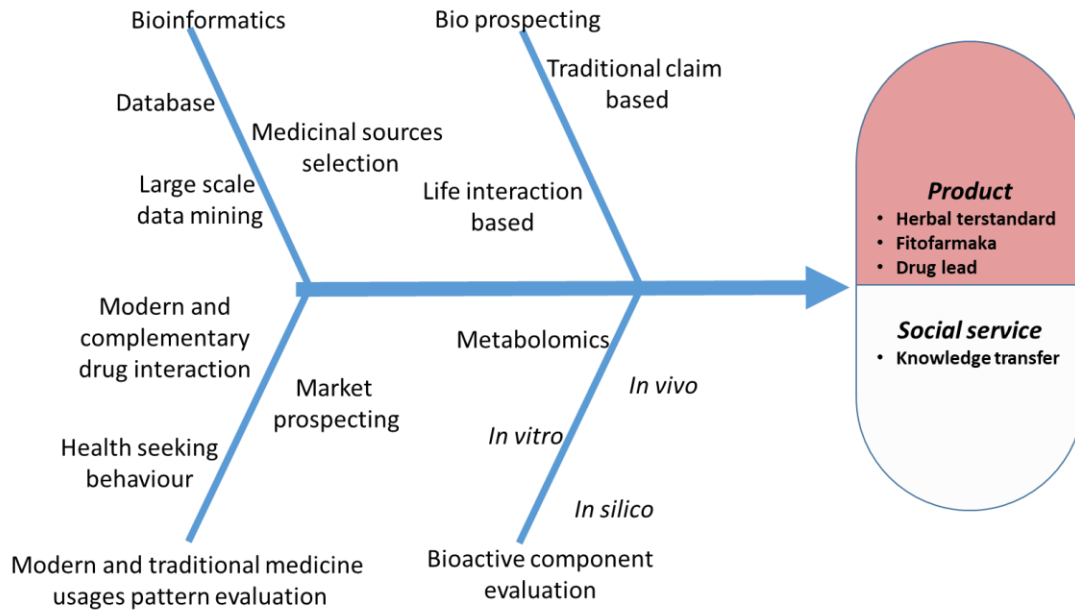 Bioinformatics
Database
Large scale
data mining
Medicinal sources
selection
Bio prospecting
Traditional claim
based
Life interaction
based
Modern and
complementary
drug interaction
Market
prospecting
Health seeking
behaviour
Modern and traditional medicine
usages pattern evaluation
Metabolomics
In vivo
In vitro
In silico
Bioactive component
evaluation
Product
• Herbal terstandard
• Fitofarmaka
• Drug lead
Social service
• Knowledge transfer